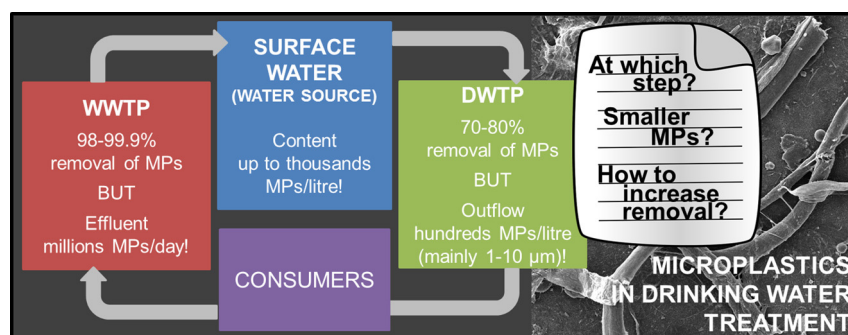 WWTP
98-99.9%
removal of MPs
BUT
Effluent
millions MPs/day!
SURFACE
WATER
(WATER SOURCE)
Content
up to thousands
MPs/litre!
DWTP
70-80%
removal of MPs
BUT
Outflow
hundreds MPs/litre
(mainly 1-10 µm)!
CONSUMERS
At which
step?
Smaller
MPs?
How to
increase
removal?
MICROPLASTICS
IN DRINKING WATER
TREATMENT